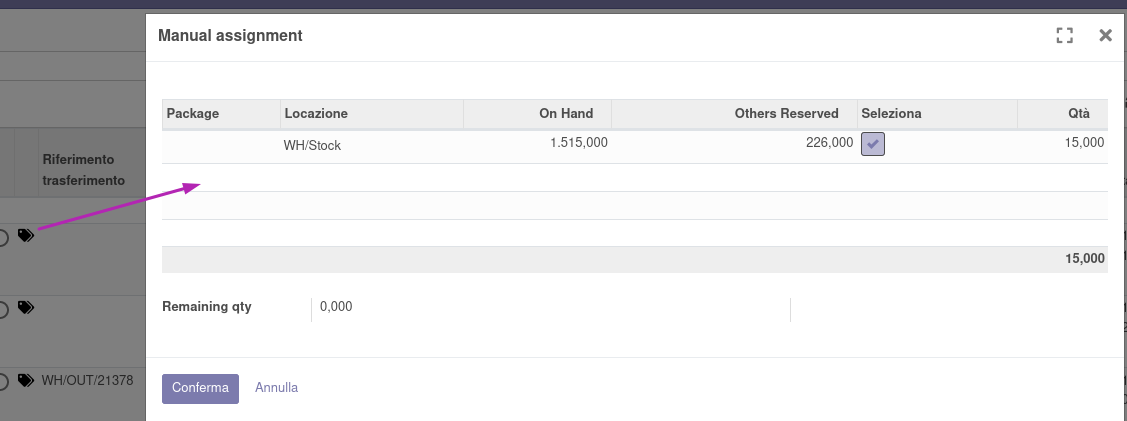 Manual assignment
Package Locazione On Hand Others Reserved Seleziona Qtà
WH/Stock 1.515,000 226,000 15,000
15,000
Remaining qty 0,000
Conferma Annulla
Riferimento
trasferimento
WH/OUT/21378